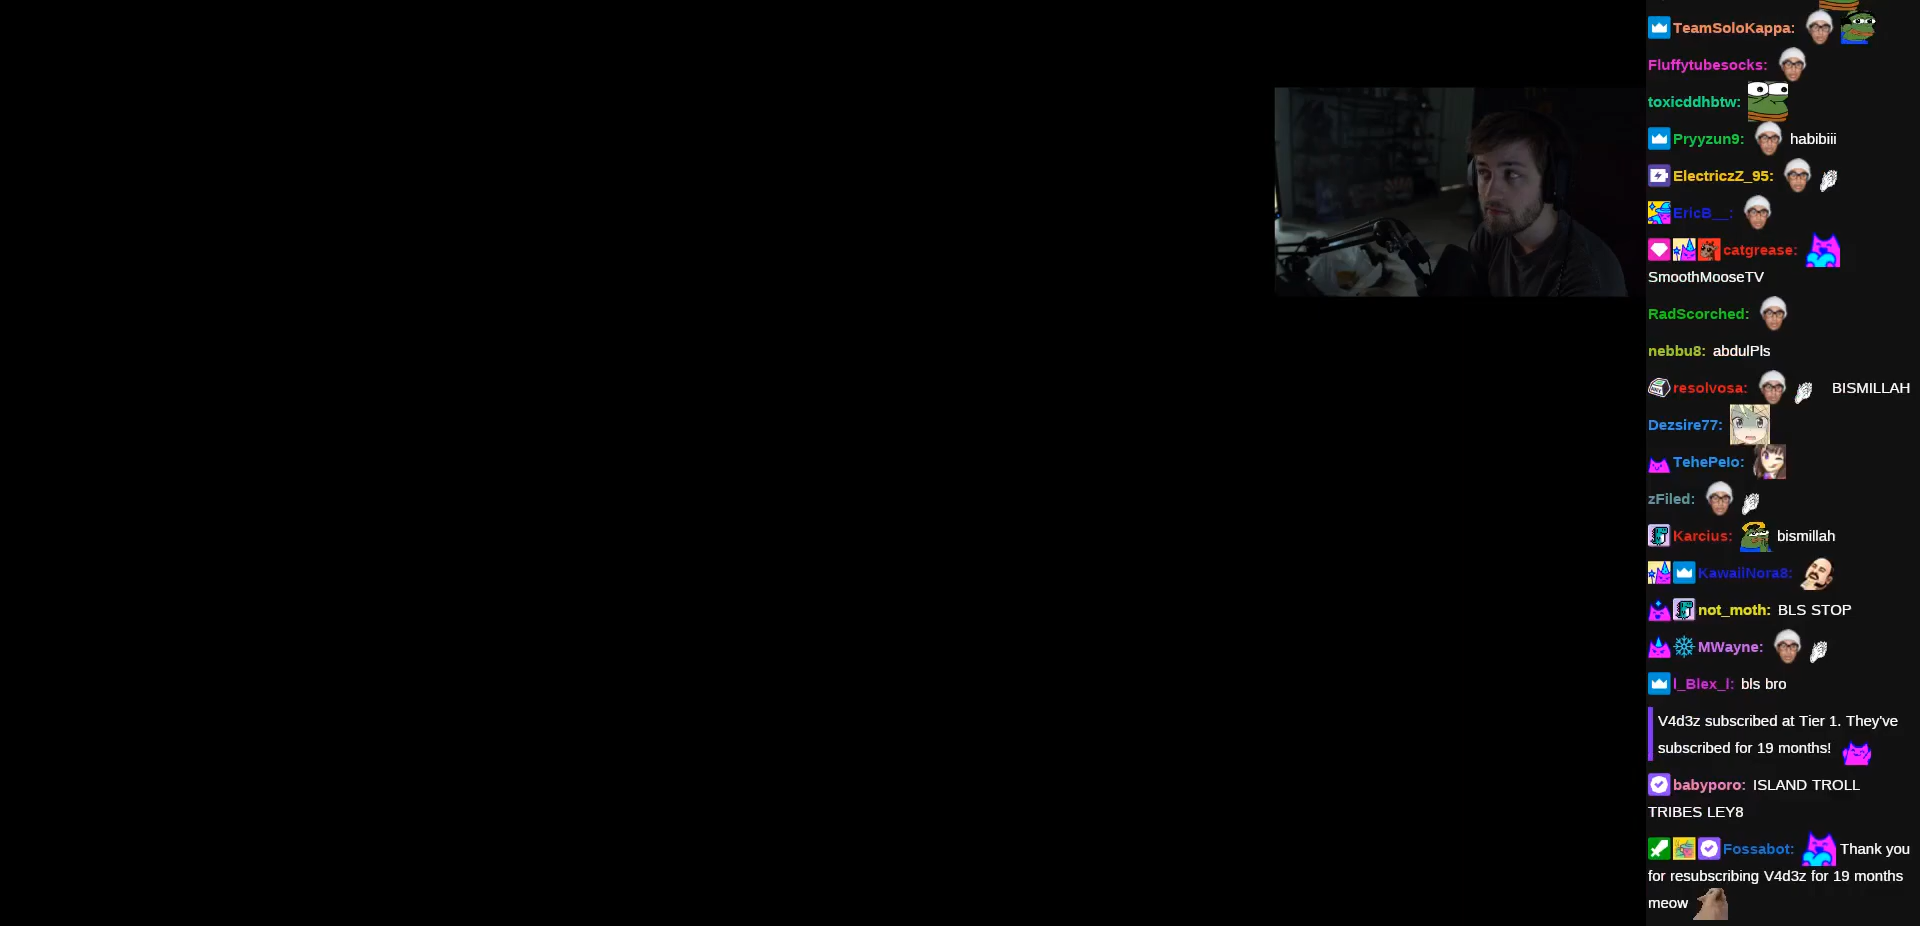 TeamSoloKappa:
Fluffytubesocks:
toxicddhbtw:
Pryyzun9: habibiii
ElectriczZ_95:
EricB__:
catgrease:
SmoothMooseTV
RadScorched:
nebbu8: abdulPls
resolvosa: BISMILLAH
Dezsire77:
TehePelo:
zFiled:
Karcius: bismillah
KawaiINora8:
not_moth: BLS STOP
MWayne:
l_Blex_l: bls bro
V4d3z subscribed at Tier 1. They've
subscribed for 19 months!
babyporo: ISLAND TROLL
TRIBES LEY8
Fossabot: Thank you
for resubscribing V4d3z for 19 months
meow